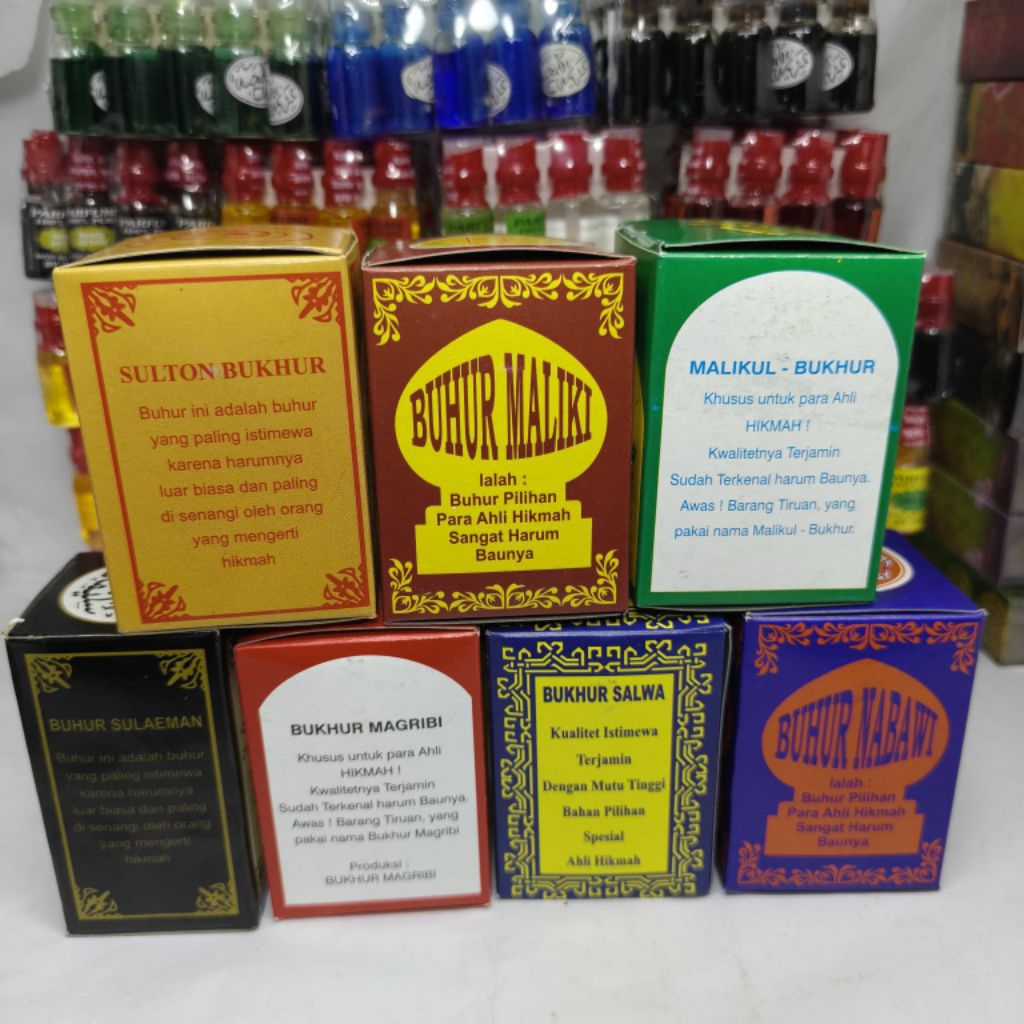 PARFUM
PARFUM
PARFU
PARFU
SULTON BUKHUR
Buhur ini adalah buhur
yang paling istimewa
karena harumnya
luar biasa dan paling
di senangi oleh orang
yang mengerti
hikmah
BUHUR MALIKI
Ialah :
Buhur Pilihan
Para Ahli Hikmah
Sangat Harum
Baunya
MALIKUL - BUKHUR
Khusus untuk para Ahli
HIKMAH !
Kwalitetnya Terjamin
Sudah Terkenal harum Baunya.
Awas ! Barang Tiruan, yang
pakai nama Malikul - Bukhur.
BUHUR SULAEMAN
Buhur ini adalah buhur
yang paling istimewa
karena harumnya
luar biasa dan paling
di senangi oleh orang
yang mengerti
hikmah
BUKHUR MAGRIBI
Khusus untuk para Ahli
HIKMAH !
Kwalitetnya Terjamin
Sudah Terkenal harum Baunya.
Awas ! Barang Tiruan, yang
pakai nama Bukhur Magribi
Produksi :
BUKHUR MAGRIBI
BUKHUR SALWA
Kualitet Istimewa
Terjamin
Dengan Mutu Tinggi
Bahan Pilihan
Spesial
Ahli Hikmah
BUHUR NABAWI
Ialah :
Buhur Pilihan
Para Ahli Hikmah
Sangat Harum
Baunya